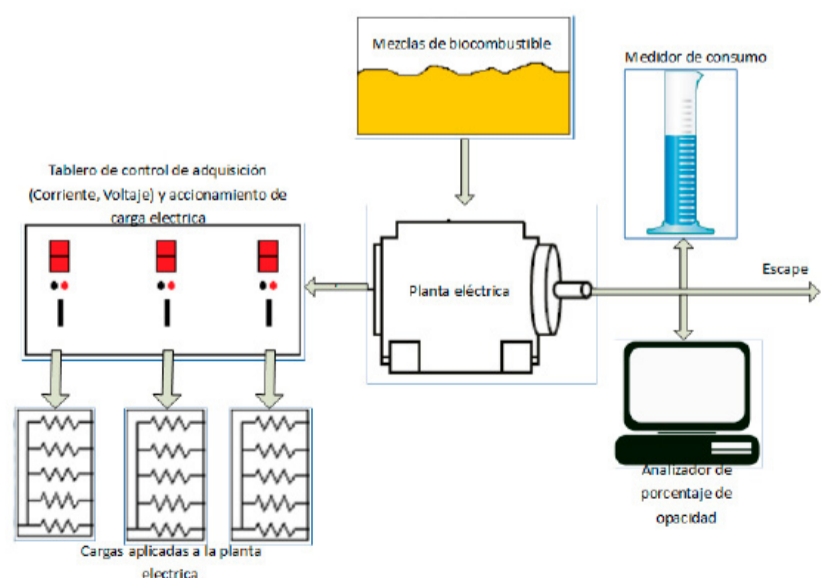 Mezclas de biocombustible
Medidor de consumo
Tablero de control de adquisición
(Corriente, Voltaje) y accionamiento de
carga electrica
Planta eléctrica
Escape
Analizador de
porcentaje de
opacidad
Cargas aplicadas a la planta
electrica